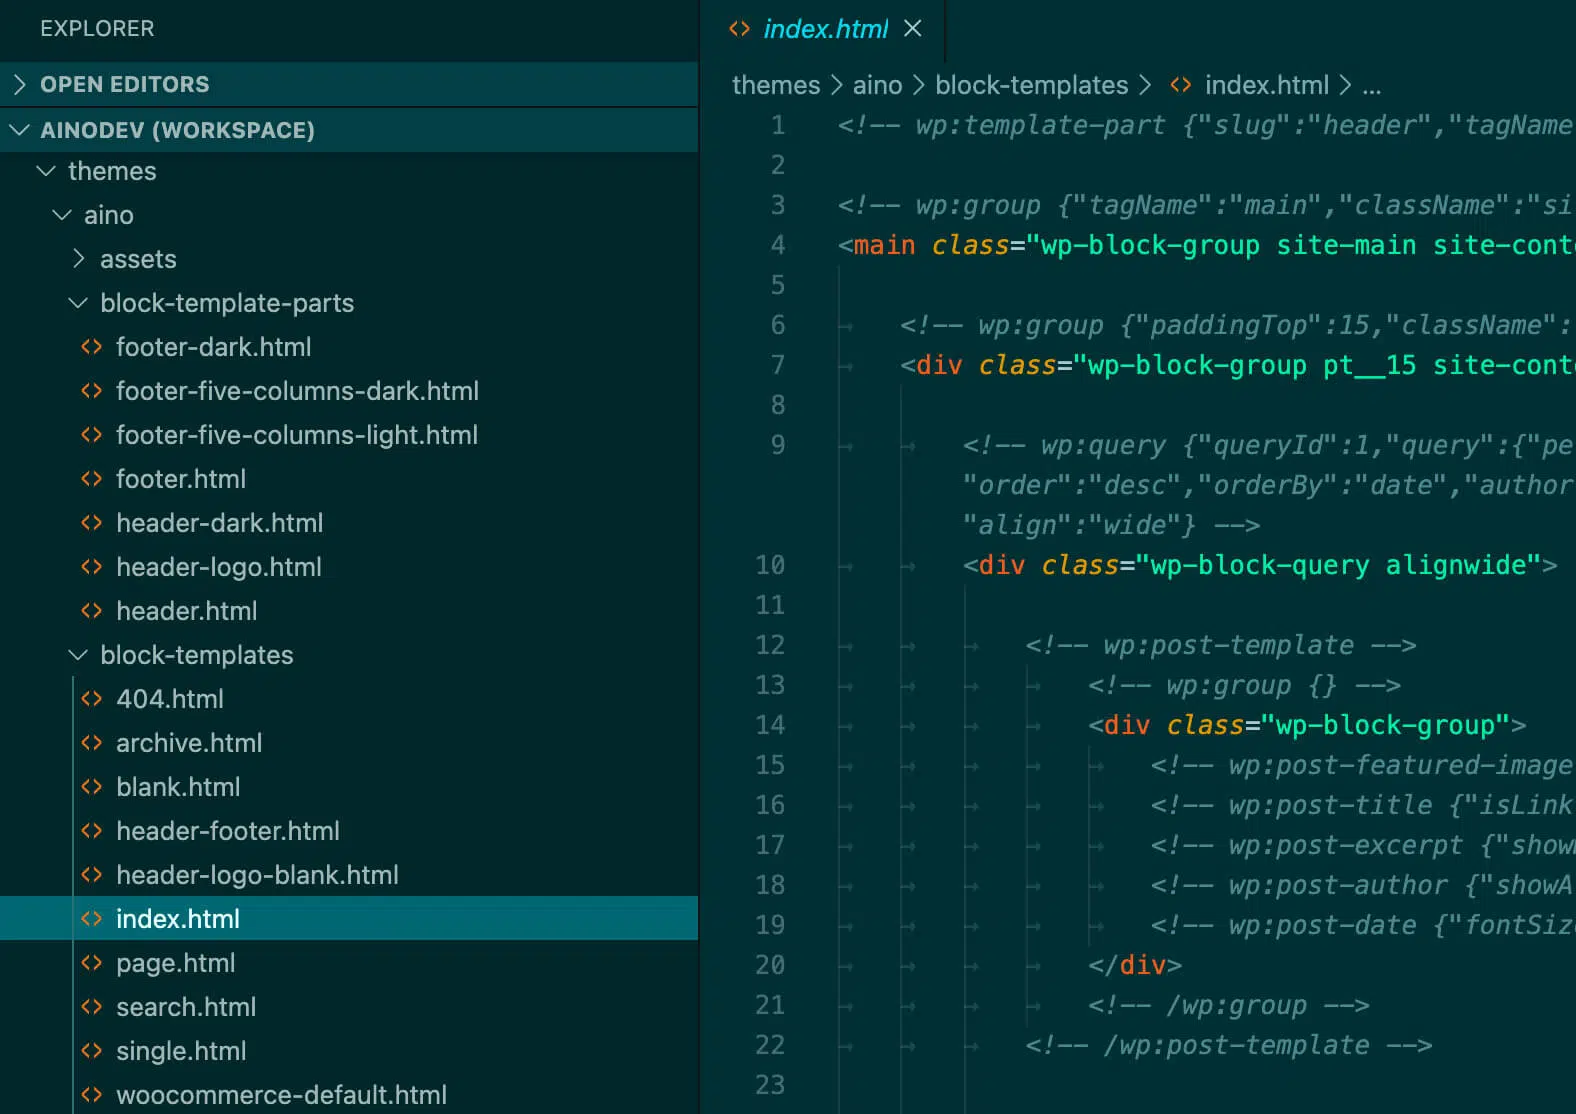 EXPLORER
OPEN EDITORS
AINODEV (WORKSPACE)
themes
aino
assets
block-template-parts
footer-dark.html
footer-five-columns-dark.html
footer-five-columns-light.html
footer.html
header-dark.html
header-logo.html
header.html
block-templates
404.html
archive.html
blank.html
header-footer.html
header-logo-blank.html
index.html
page.html
search.html
single.html
woocommerce-default.html
index.html
themes > aino > block-templates > <> index.html > ...
1 <!-- wp:template-part {"slug":"header","tagName
2
3 <!-- wp:group {"tagName":"main","className":"si
4 <main class="wp-block-group site-main site-cont
5
6 <!-- wp:group {"paddingTop":15,"className":
7 <div class="wp-block-group pt__15 site-cont
8
9 <!-- wp:query {"queryId":1,"query":{"pe
"order":"desc","orderBy":"date","author
"align":"wide"} -->
10 <div class="wp-block-query alignwide">
11
12 <!-- wp:post-template -->
13 <!-- wp:group {} -->
14 <div class="wp-block-group">
15 <!-- wp:post-featured-image
16 <!-- wp:post-title {"isLink
17 <!-- wp:post-excerpt {"show
18 <!-- wp:post-author {"showA
19 <!-- wp:post-date {"fontSiz
20 </div>
21 <!-- /wp:group -->
22 <!-- /wp:post-template -->
23